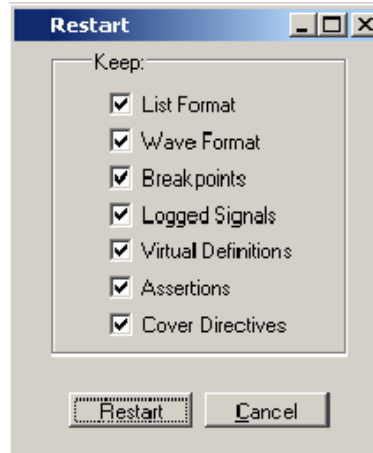 Restart
Keep:
List Format
Wave Format
Breakpoints
Logged Signals
Virtual Definitions
Assertions
Cover Directives
Restart Cancel